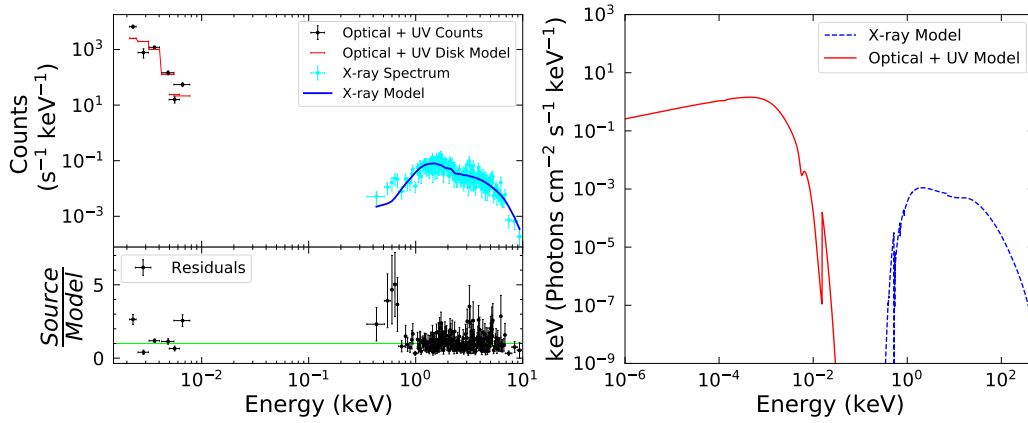 Counts
(s⁻¹ keV⁻¹)
10³
10¹
10⁻¹
10⁻³
Optical + UV Counts
Optical + UV Disk Model
X-ray Spectrum
X-ray Model
Source
Model
5
0
Residuals
10⁻² 10⁻¹ 10⁰ 10¹
Energy (keV)
keV (Photons cm⁻² s⁻¹ keV⁻¹)
10³
10¹
10⁻¹
10⁻³
10⁻⁵
10⁻⁷
10⁻⁹
X-ray Model
Optical + UV Model
10⁻⁶ 10⁻⁴ 10⁻² 10⁰ 10²
Energy (keV)